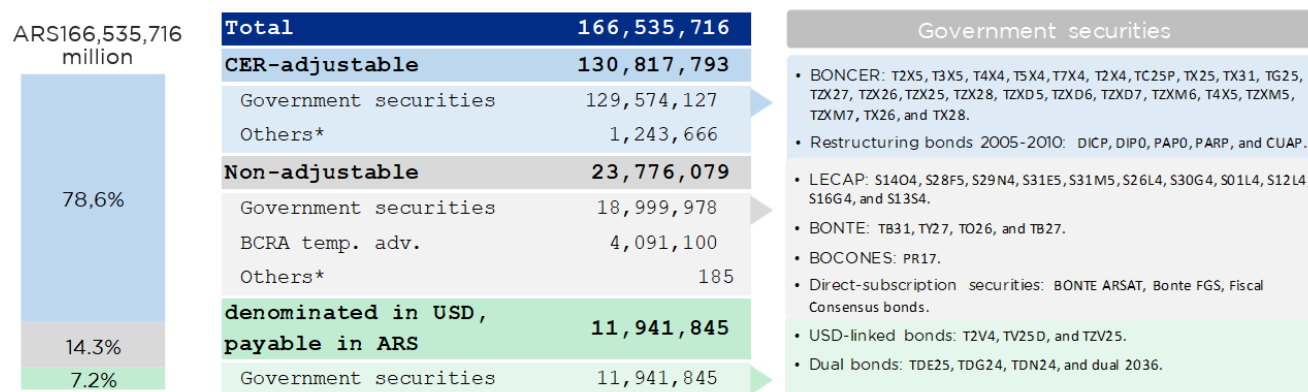 ARS166,535,716
million
78,6%
14.3%
7.2%
Total 166,535,716
CER-adjustable 130,817,793
Government securities 129,574,127
Others* 1,243,666
Non-adjustable 23,776,079
Government securities 18,999,978
BCRA temp. adv. 4,091,100
Others* 185
denominated in USD,
payable in ARS 11,941,845
Government securities 11,941,845
Government securities
• BONCER: T2X5, T3X5, T4X4, T5X4, T7X4, T2X4, TC25P, TX25, TX31, TG25,
TZX27, TZX26, TZX25, TZX28, TZXD5, TZXD6, TZXD7, TZXM6, T4X5, TZXM5,
TZXM7, TX26, and TX28.
• Restructuring bonds 2005-2010: DICP, DIP0, PAP0, PARP, and CUAP.
• LECAP: S14O4, S28F5, S29N4, S31E5, S31M5, S26L4, S30G4, S01L4, S12L4,
S16G4, and S13S4.
• BONTE: TB31, TY27, TO26, and TB27.
• BOCONES: PR17.
• Direct-subscription securities: BONTE ARSAT, Bonte FGS, Fiscal
Consensus bonds.
• USD-linked bonds: T2V4, TV25D, and TZV25.
• Dual bonds: TDE25, TDG24, TDN24, and dual 2036.